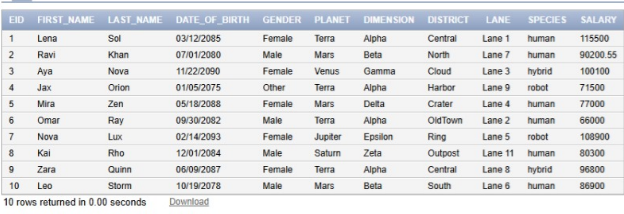 EID FIRST_NAME LAST_NAME DATE_OF_BIRTH GENDER PLANET DIMENSION DISTRICT LANE SPECIES SALARY
1 Lena Sol 03/12/2085 Female Terra Alpha Central Lane 1 human 115500
2 Ravi Khan 07/01/2080 Male Mars Beta North Lane 7 human 90200.55
3 Aya Nova 11/22/2090 Female Venus Gamma Cloud Lane 3 hybrid 100100
4 Jax Orion 01/05/2075 Other Terra Alpha Harbor Lane 9 robot 71500
5 Mira Zen 05/18/2088 Female Mars Delta Crater Lane 4 human 77000
6 Omar Ray 09/30/2082 Male Terra Alpha OldTown Lane 2 human 66000
7 Nova Lux 02/14/2093 Female Jupiter Epsilon Ring Lane 5 robot 108900
8 Kai Rho 12/01/2084 Male Saturn Zeta Outpost Lane 11 human 80300
9 Zara Quinn 06/09/2087 Female Terra Alpha Central Lane 8 hybrid 96800
10 Leo Storm 10/19/2078 Male Mars Beta South Lane 6 human 86900
10 rows returned in 0.00 seconds Download